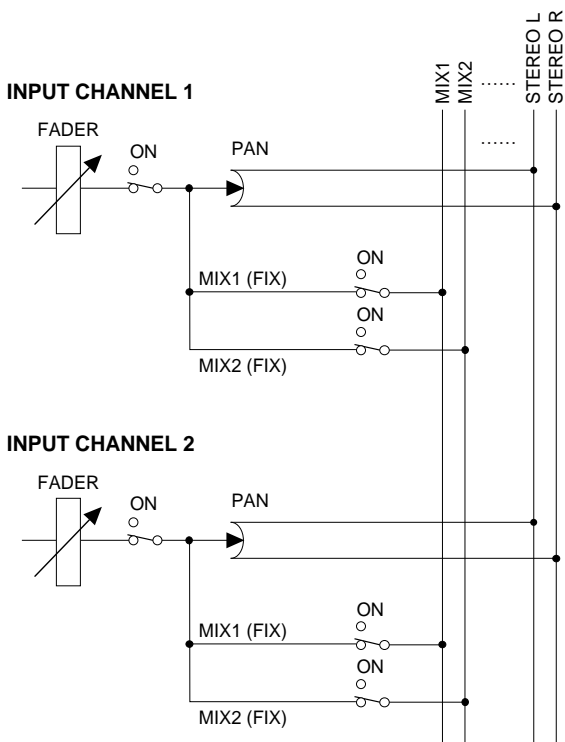 MIX1
MIX2
......
STEREO L
STEREO R
......
INPUT CHANNEL 1
FADER
ON
PAN
ON
MIX1 (FIX)
ON
MIX2 (FIX)
INPUT CHANNEL 2
FADER
ON
PAN
ON
MIX1 (FIX)
ON
MIX2 (FIX)